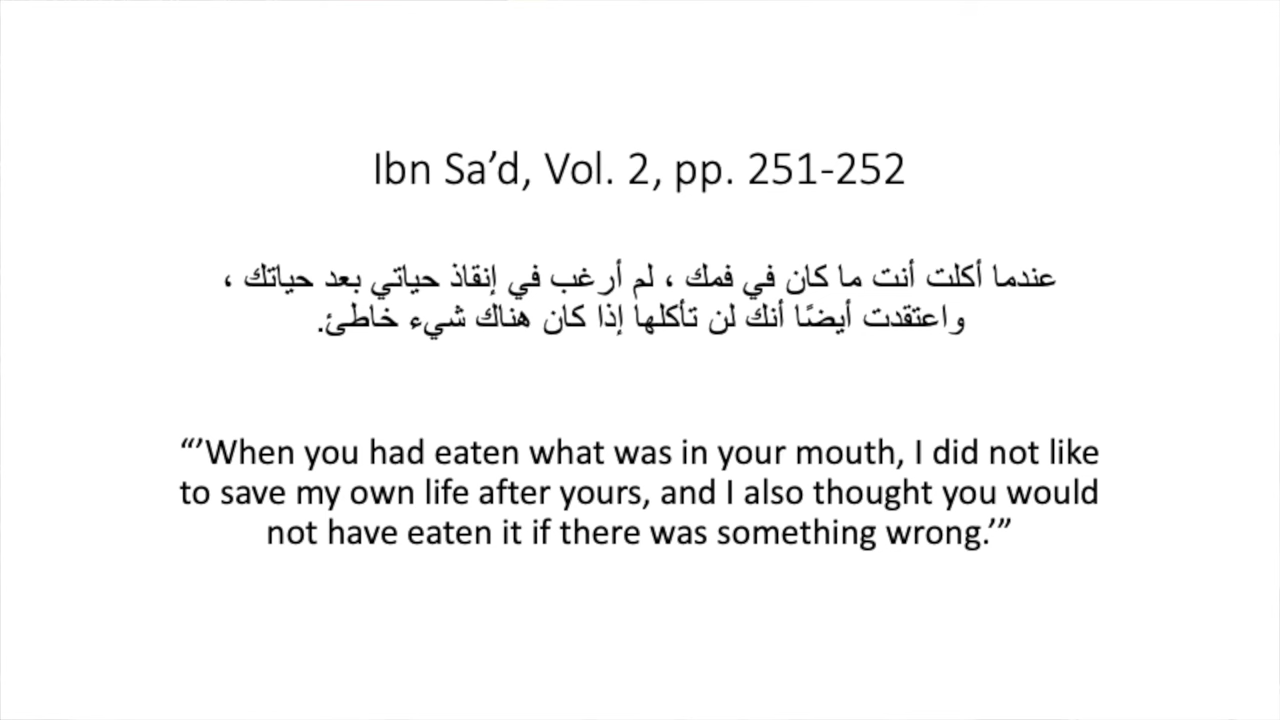 Ibn Sa’d, Vol. 2, pp. 251-252
عندما أكلت أنت ما كان في فمك ، لم أرغب في إنقاذ حياتي بعد حياتك ،
واعتقدت أيضًا أنك لن تأكلها إذا كان هناك شيء خاطئ.
“’When you had eaten what was in your mouth, I did not like
to save my own life after yours, and I also thought you would
not have eaten it if there was something wrong.’”